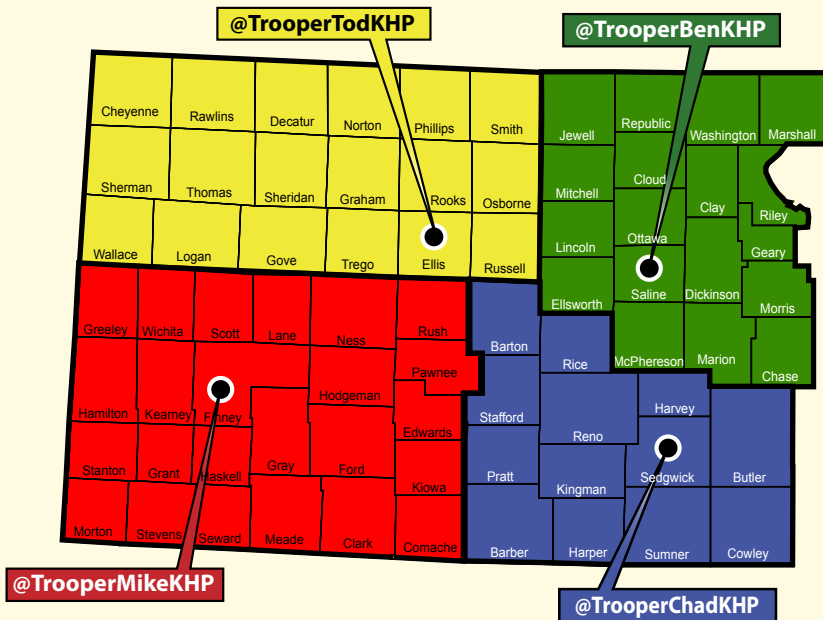 @TrooperTodKHP
@TrooperBenKHP
Cheyenne
Rawlins
Decatur
Norton
Phillips
Smith
Jewell
Republic
Washington
Marshall
Sherman
Thomas
Sheridan
Graham
Rooks
Osborne
Mitchell
Cloud
Clay
Riley
Wallace
Logan
Gove
Trego
Ellis
Russell
Lincoln
Ottawa
Geary
Ellsworth
Saline
Dickinson
Morris
Greeley
Wichita
Scott
Lane
Ness
Rush
Barton
Rice
McPhereson
Marion
Chase
Hamilton
Kearney
Finney
Hodgeman
Pawnee
Edwards
Stafford
Reno
Harvey
Stanton
Grant
Haskell
Gray
Ford
Kiowa
Pratt
Kingman
Sedgwick
Butler
Morton
Stevens
Seward
Meade
Clark
Comache
Barber
Harper
Sumner
Cowley
@TrooperMikeKHP
@TrooperChadKHP